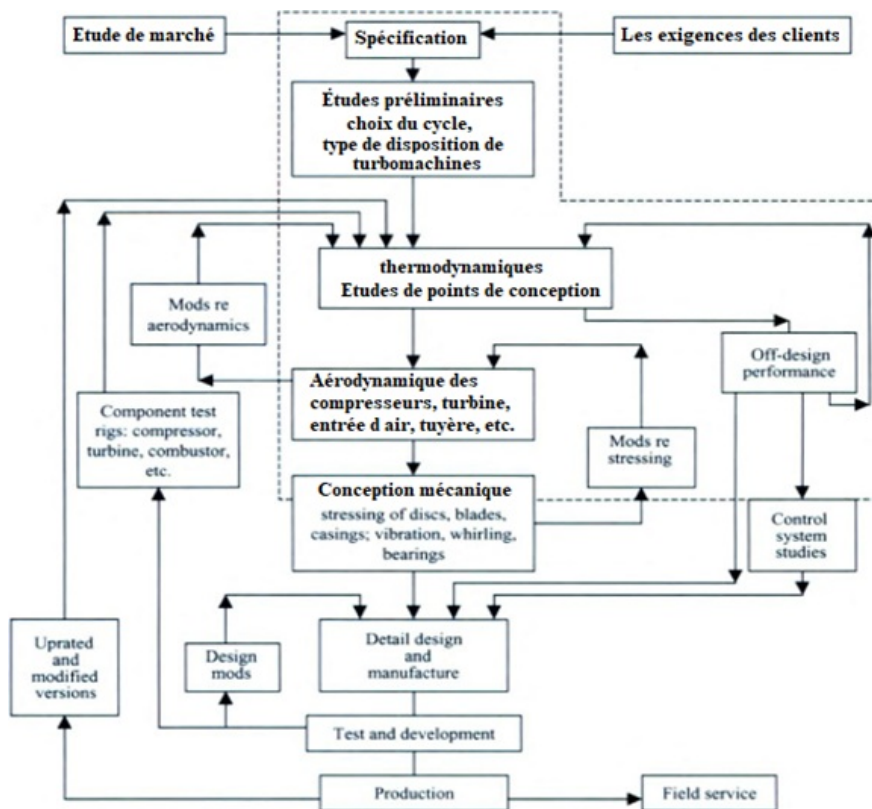 Etude de marché
Spécification
Les exigences des clients
Études préliminaires
choix du cycle,
type de disposition de
turbomachines
thermodynamiques
Etudes de points de conception
Mods re
aerodynamics
Off-design
performance
Aérodynamique des
compresseurs, turbine,
entrée d air, tuyère, etc.
Component test
rigs: compressor,
turbine, combustor,
etc.
Mods re
stressing
Conception mécanique
stressing of discs, blades,
casings; vibration, whirling,
bearings
Control
system
studies
Uprated
and
modified
versions
Design
mods
Detail design
and
manufacture
Test and development
Production
Field service